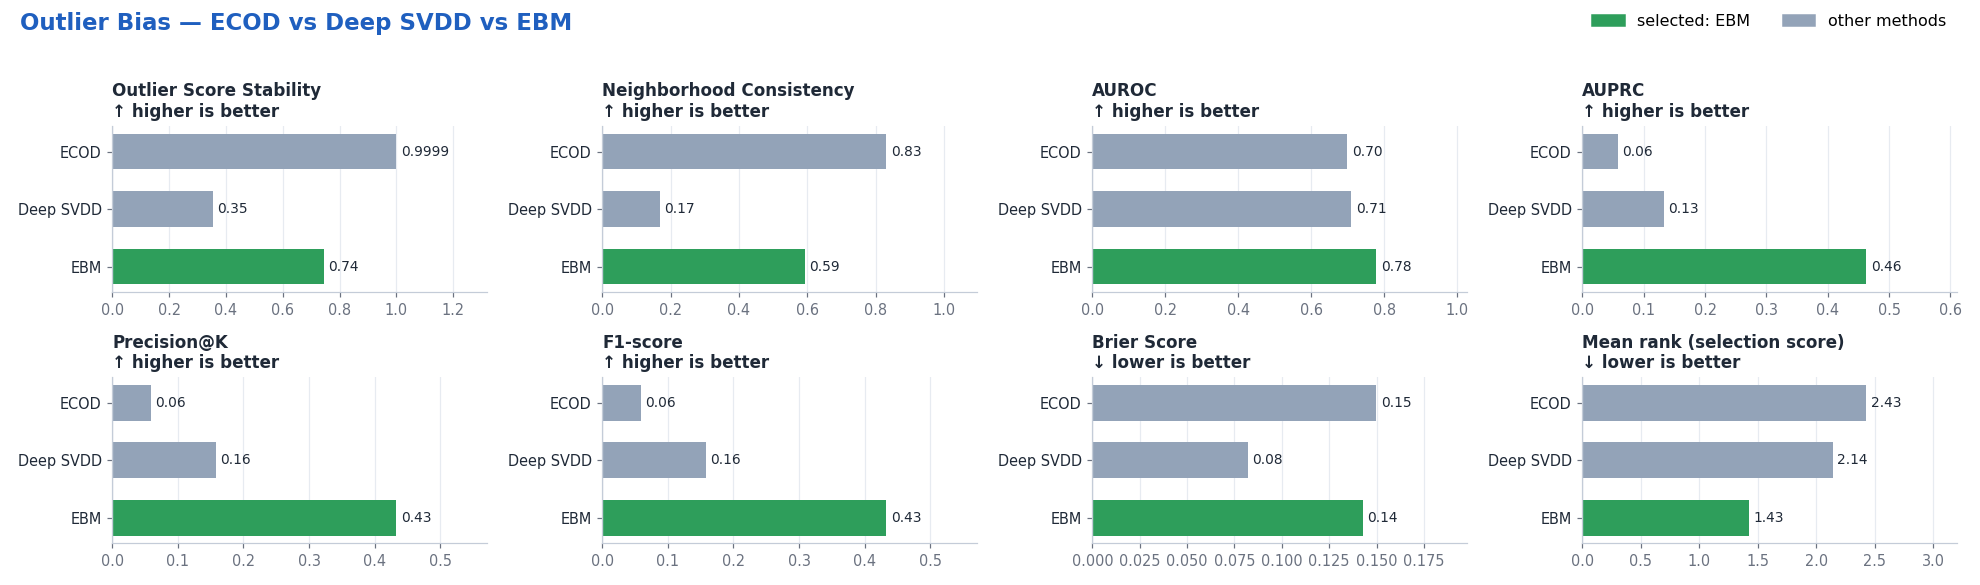 Outlier Bias — ECOD vs Deep SVDD vs EBM
selected: EBM
other methods
Outlier Score Stability
↑ higher is better
ECOD
0.9999
Deep SVDD
0.35
EBM
0.74
0.0 0.2 0.4 0.6 0.8 1.0 1.2
Neighborhood Consistency
↑ higher is better
ECOD
0.83
Deep SVDD
0.17
EBM
0.59
0.0 0.2 0.4 0.6 0.8 1.0
AUROC
↑ higher is better
ECOD
0.70
Deep SVDD
0.71
EBM
0.78
0.0 0.2 0.4 0.6 0.8 1.0
AUPRC
↑ higher is better
ECOD
0.06
Deep SVDD
0.13
EBM
0.46
0.0 0.1 0.2 0.3 0.4 0.5 0.6
Precision@K
↑ higher is better
ECOD
0.06
Deep SVDD
0.16
EBM
0.43
0.0 0.1 0.2 0.3 0.4 0.5
F1-score
↑ higher is better
ECOD
0.06
Deep SVDD
0.16
EBM
0.43
0.0 0.1 0.2 0.3 0.4 0.5
Brier Score
↓ lower is better
ECOD
0.15
Deep SVDD
0.08
EBM
0.14
0.000 0.025 0.050 0.075 0.100 0.125 0.150 0.175
Mean rank (selection score)
↓ lower is better
ECOD
2.43
Deep SVDD
2.14
EBM
1.43
0.0 0.5 1.0 1.5 2.0 2.5 3.0